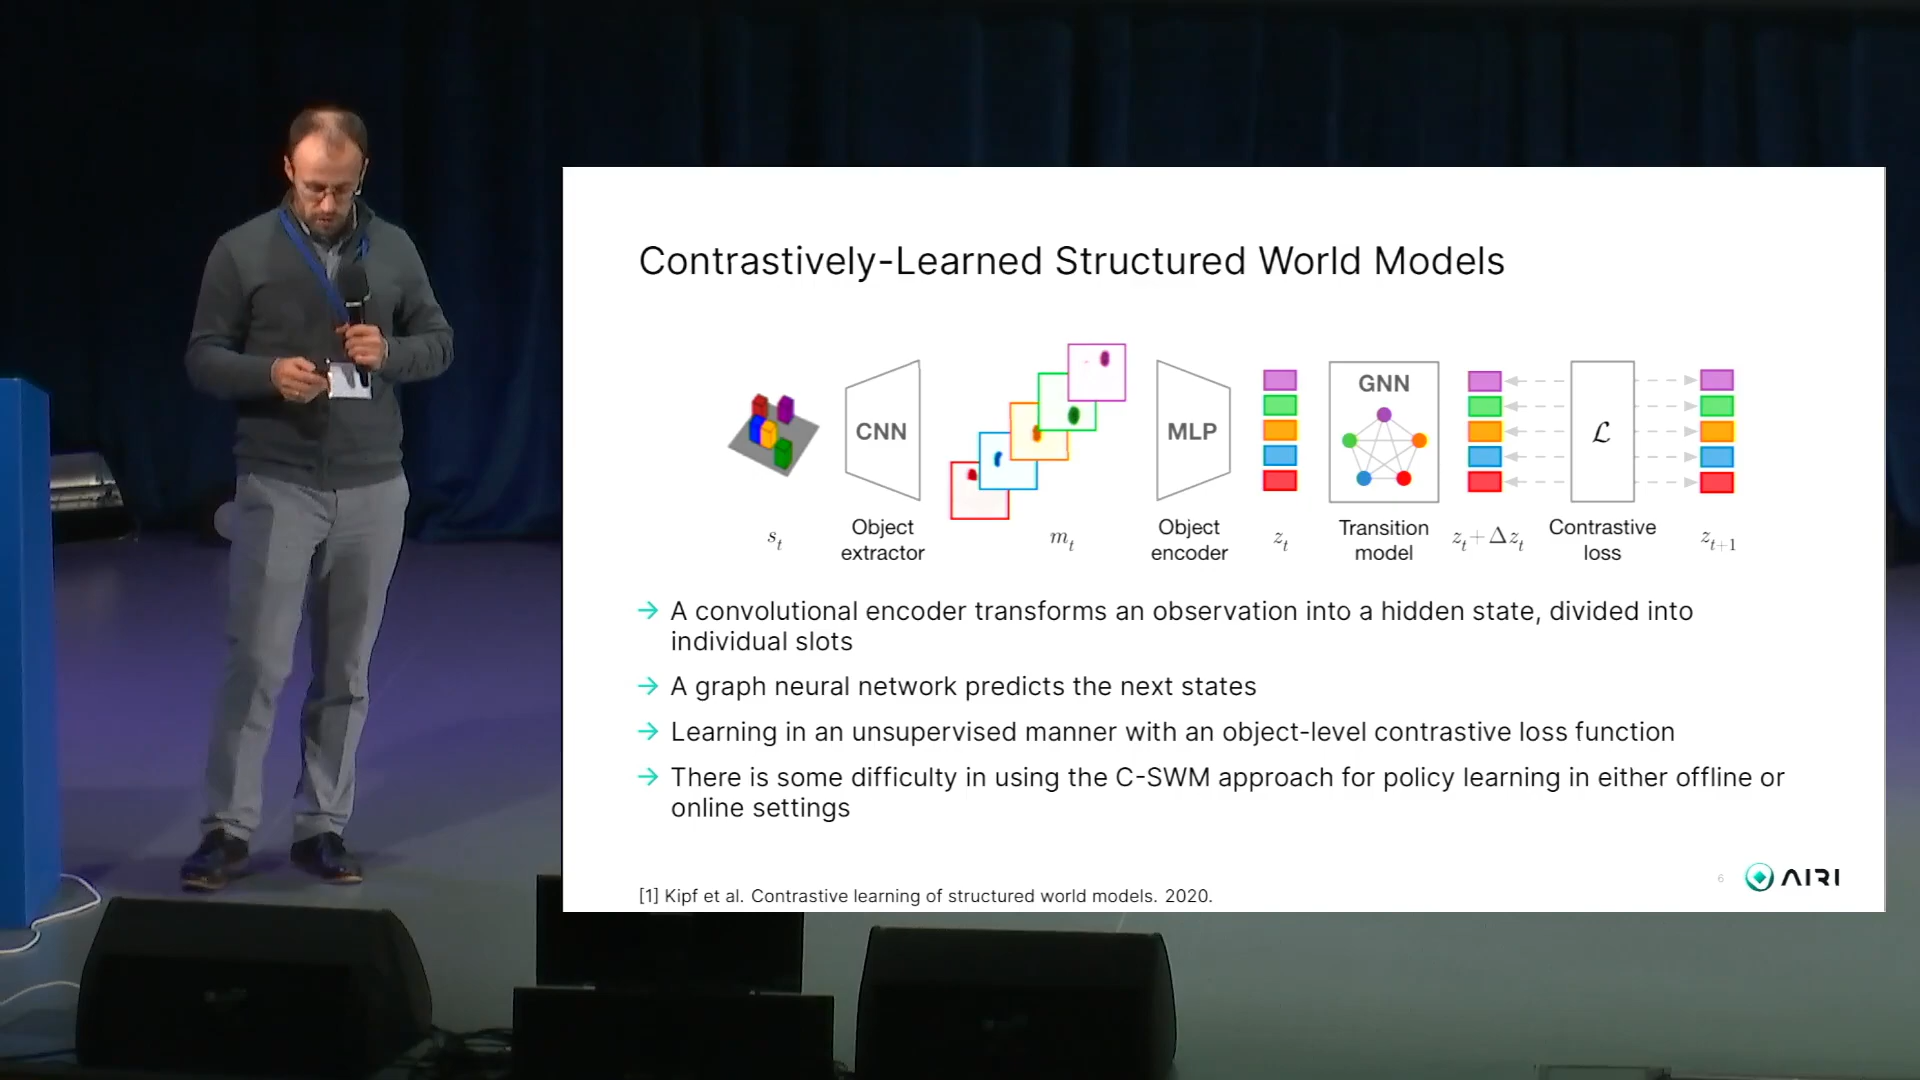 Contrastively-Learned Structured World Models
CNN
MLP
GNN
ℒ
Object
extractor
Object
encoder
Transition
model
Contrastive
loss
s_t
m_t
z_t
z_t + Δz_t
z_{t+1}
→ A convolutional encoder transforms an observation into a hidden state, divided into
individual slots
→ A graph neural network predicts the next states
→ Learning in an unsupervised manner with an object-level contrastive loss function
→ There is some difficulty in using the C-SWM approach for policy learning in either offline or
online settings
6
AIRI
[1] Kipf et al. Contrastive learning of structured world models. 2020.